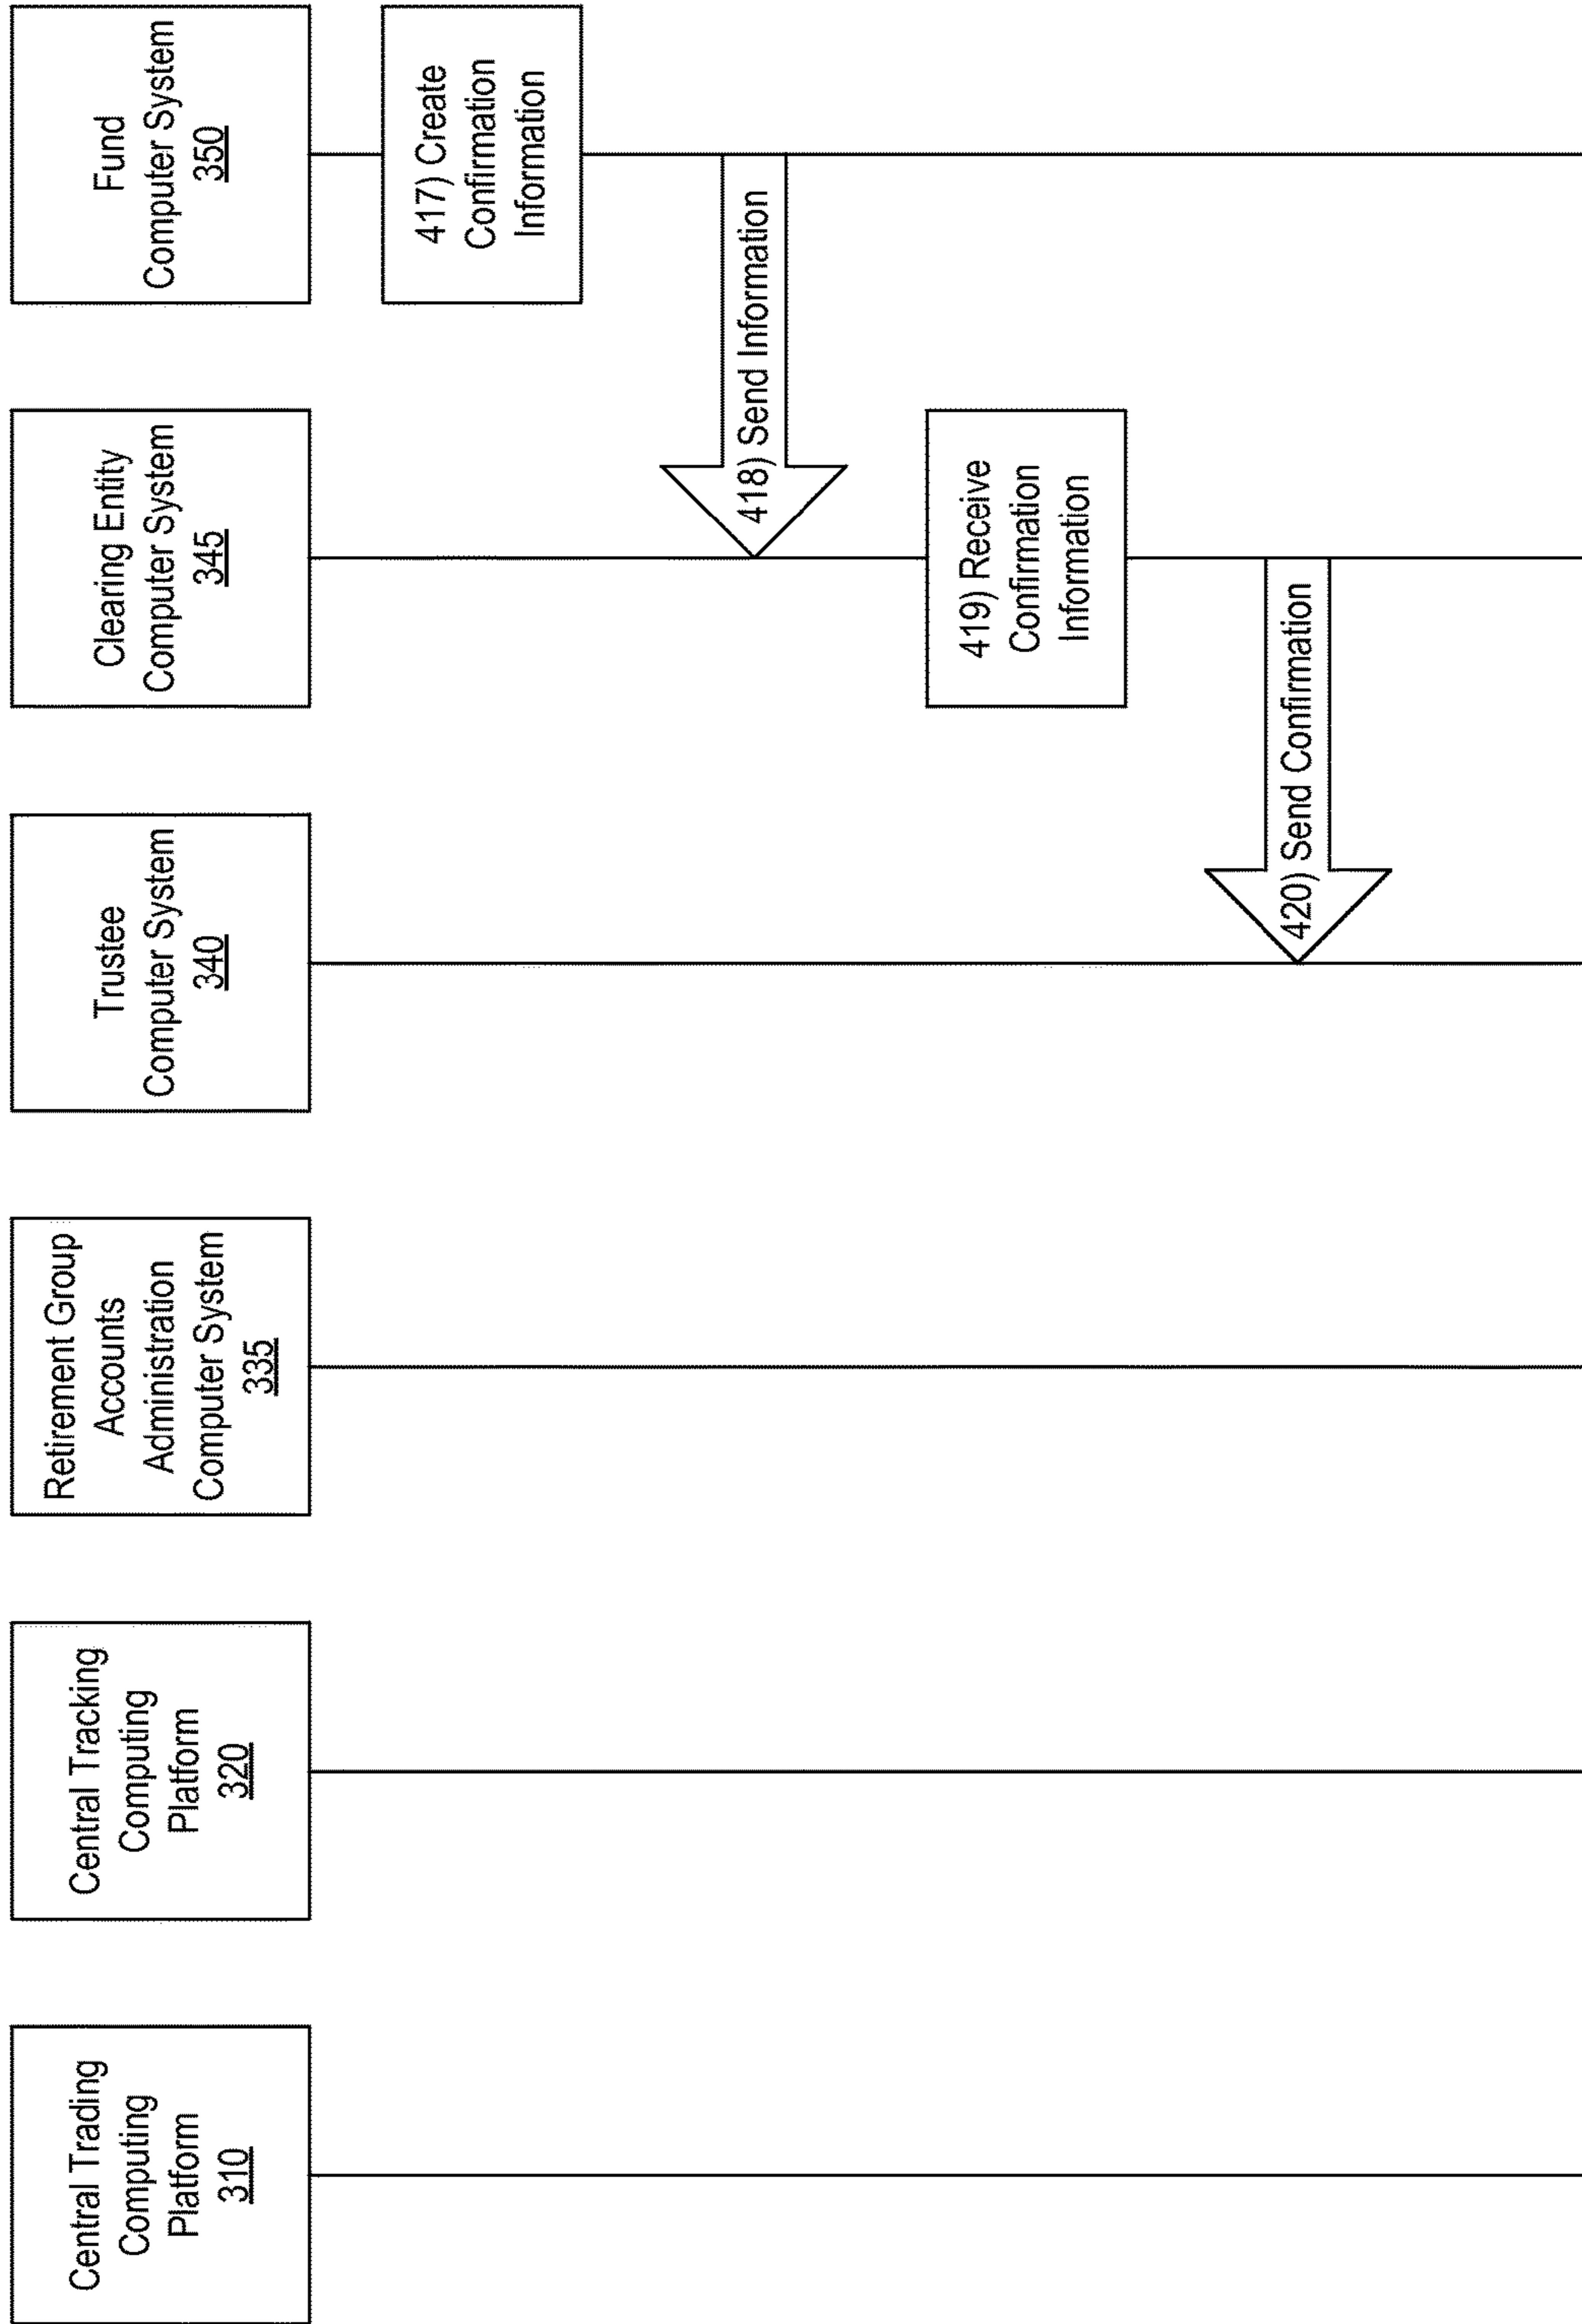 Central Trading
Computing
Platform
310
Central Tracking
Computing
Platform
320
Retirement Group
Accounts
Administration
Computer System
335
Trustee
Computer System
340
Clearing Entity
Computer System
345
Fund
Computer System
350
417) Create
Confirmation
Information
418) Send Information
419) Receive
Confirmation
Information
420) Send Confirmation